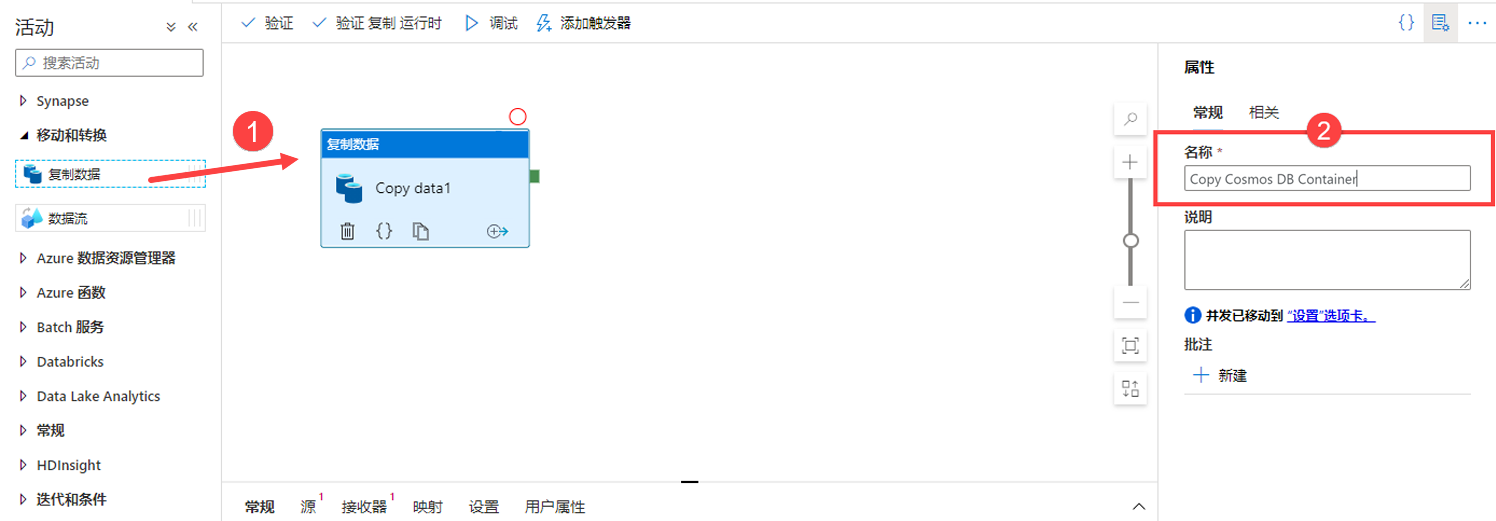 活动
搜索活动
Synapse
移动和转换
复制数据
数据流
Azure 数据资源管理器
Azure 函数
Batch 服务
Databricks
Data Lake Analytics
常规
HDInsight
迭代和条件
验证 验证 复制 运行时 调试 添加触发器
1
复制数据
Copy data1
常规 源 1 接收器 1 映射 设置 用户属性
属性
常规 相关
2
名称 *
Copy Cosmos DB Container
说明
并发已移动到 “设置”选项卡。
批注
新建